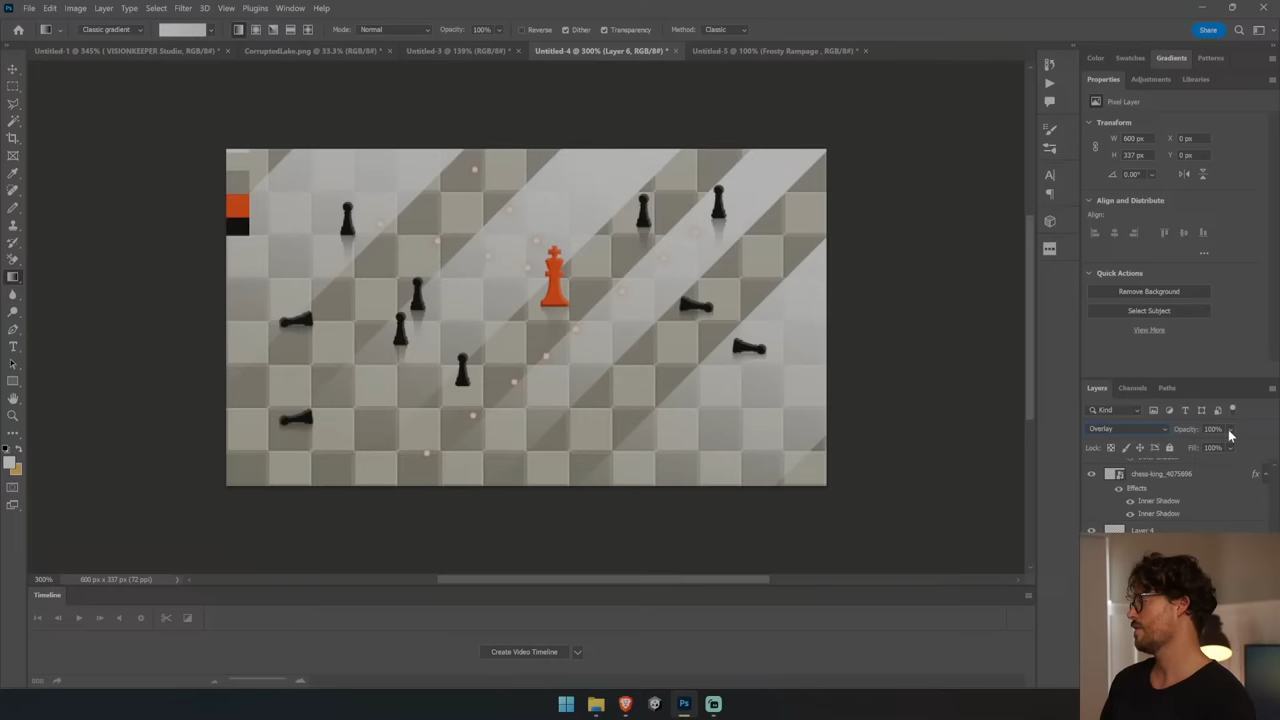 Ps File Edit Image Layer Type Select Filter 3D View Plugins Window Help
Classic gradient Mode: Normal Opacity: 100% Reverse Dither Transparency Method: Classic Share
Untitled-1 @ 345% ( VISIONKEEPER Studio, RGB/8#) * × CorruptedLake.png @ 33.3% (RGB/8#) * × Untitled-3 @ 139% (RGB/8#) * × Untitled-4 @ 300% (Layer 6, RGB/8#) * × Untitled-5 @ 100% (Frosty Rampage , RGB/8#) * ×
Color Swatches Gradients Patterns
Properties Adjustments Libraries
Pixel Layer
Transform
W 600 px X 0 px
H 337 px Y 0 px
0.00°
Align and Distribute
Align:
Quick Actions
Remove Background
Select Subject
View More
Layers Channels Paths
Kind
Overlay Opacity: 100%
Lock: Fill: 100%
chess-king_4075696 fx
Effects
Inner Shadow
Inner Shadow
Layer 4
300% 600 px x 337 px (72 ppi)
Timeline
Create Video Timeline
Ps